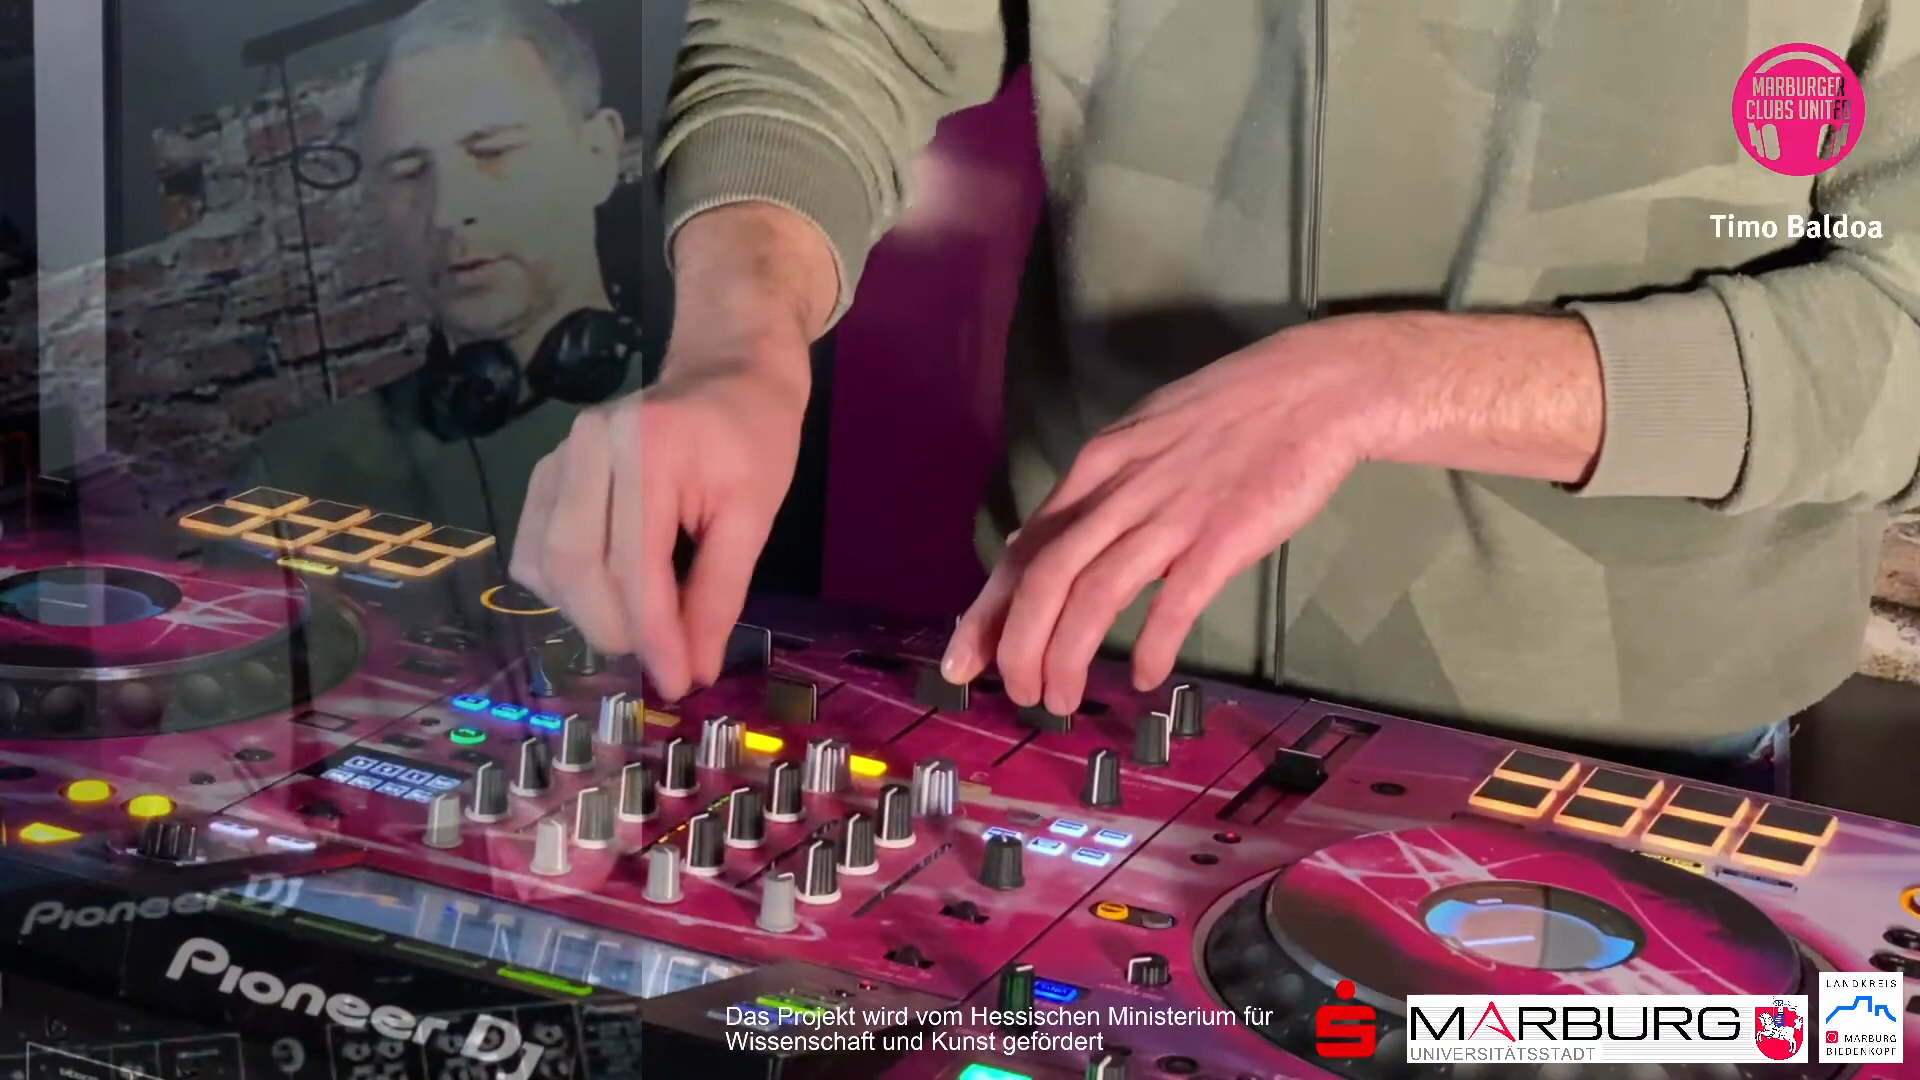 MARBURGER
CLUBS UNITED
Timo Baldoa
Pioneer DJ
Pioneer DJ
Das Projekt wird vom Hessischen Ministerium für
Wissenschaft und Kunst gefördert
MARBURG
UNIVERSITÄTSSTADT
LANDKREIS
MARBURG
BIEDENKOPF